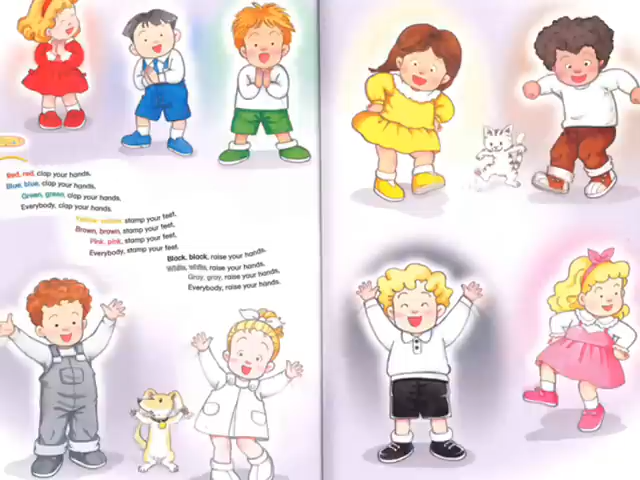 Red, red, clap your hands.
Blue, blue, clap your hands,
Green, green, clap your hands,
Everybody, clap your hands.
Yellow, yellow, stamp your feet.
Brown, brown, stamp your feet,
Pink, pink, stamp your feet,
Everybody, stamp your feet.
Black, black, raise your hands.
White, white, raise your hands,
Gray, gray, raise your hands,
Everybody, raise your hands.